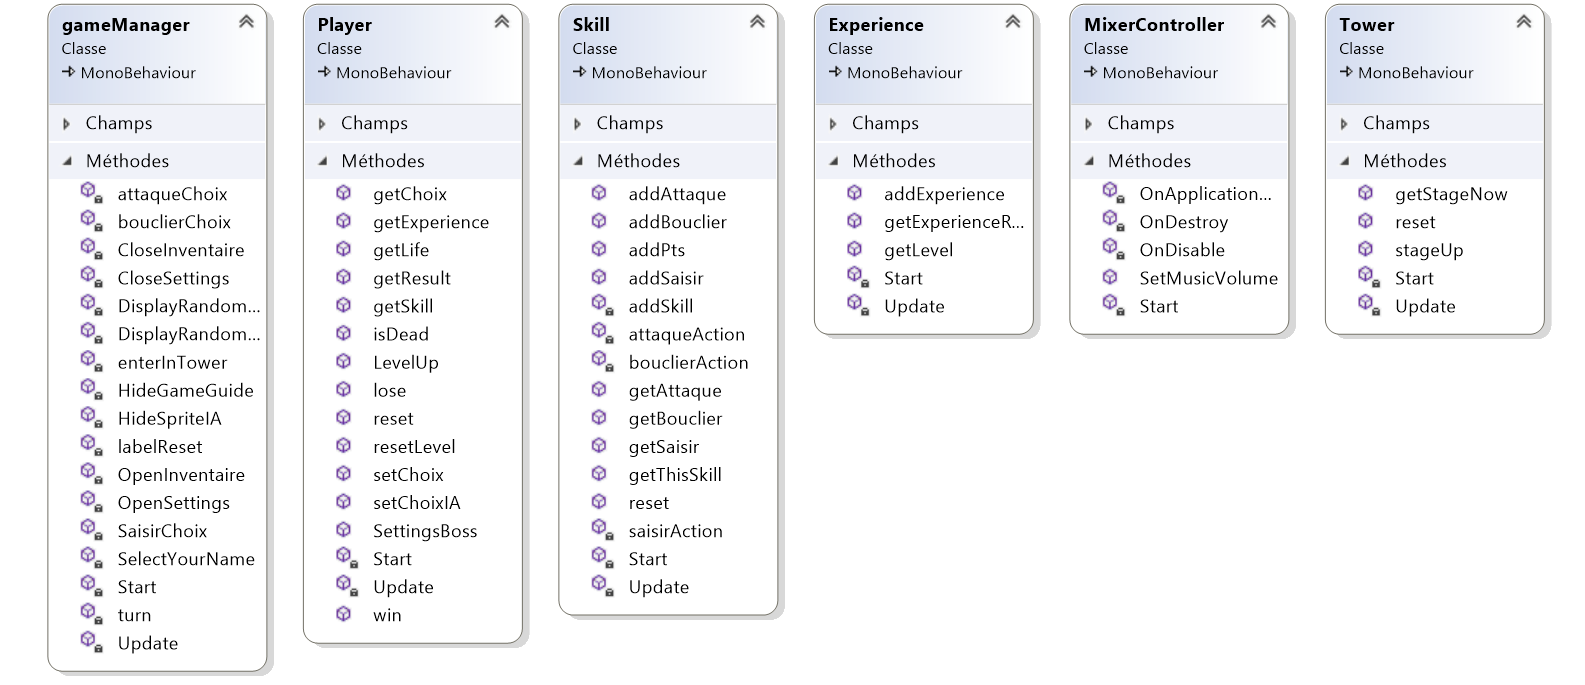 gameManager
Classe
MonoBehaviour
Champs
Méthodes
attaqueChoix
bouclierChoix
CloseInventaire
CloseSettings
DisplayRandom...
DisplayRandom...
enterInTower
HideGameGuide
HideSpriteIA
labelReset
OpenInventaire
OpenSettings
SaisirChoix
SelectYourName
Start
turn
Update
Player
Classe
MonoBehaviour
Champs
Méthodes
getChoix
getExperience
getLife
getResult
getSkill
isDead
LevelUp
lose
reset
resetLevel
setChoix
setChoixIA
SettingsBoss
Start
Update
win
Skill
Classe
MonoBehaviour
Champs
Méthodes
addAttaque
addBouclier
addPts
addSaisir
addSkill
attaqueAction
bouclierAction
getAttaque
getBouclier
getSaisir
getThisSkill
reset
saisirAction
Start
Update
Experience
Classe
MonoBehaviour
Champs
Méthodes
addExperience
getExperienceR...
getLevel
Start
Update
MixerController
Classe
MonoBehaviour
Champs
Méthodes
OnApplication...
OnDestroy
OnDisable
SetMusicVolume
Start
Tower
Classe
MonoBehaviour
Champs
Méthodes
getStageNow
reset
stageUp
Start
Update